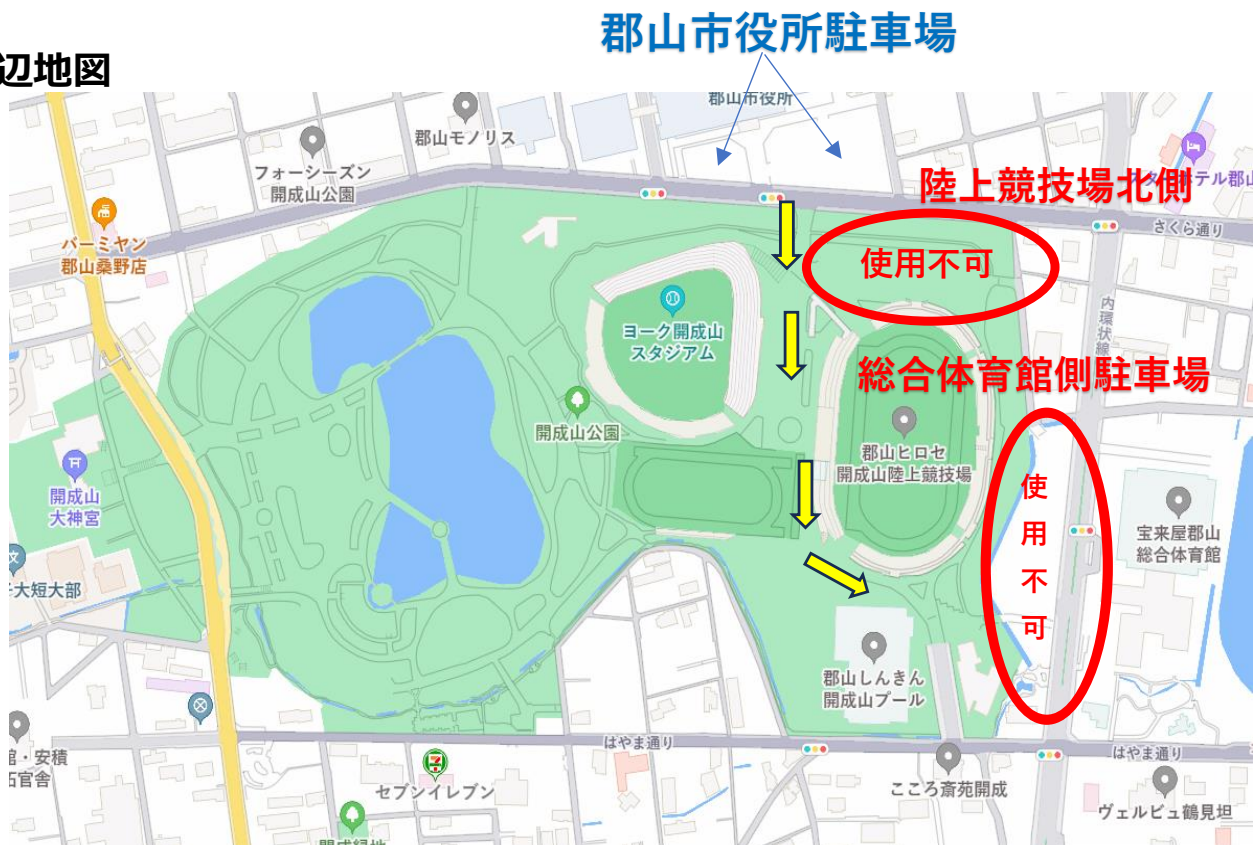 郡山市役所駐車場
辺地図
郡山市役所
郡山モノリス
フォーシーズン
開成山公園
陸上競技場北側
テル郡山
さくら通り
バーミヤン
郡山桑野店
使用不可
内環状線
ヨーク開成山
スタジアム
総合体育館側駐車場
開成山公園
郡山ヒロセ
開成山陸上競技場
開成山
大神宮
使
用
不
可
宝来屋郡山
総合体育館
大短大部
郡山しんきん
開成山プール
はやま通り
はやま通り
館・安積
官舎
セブンイレブン
こころ斎苑開成
ヴェルビュ鶴見坦